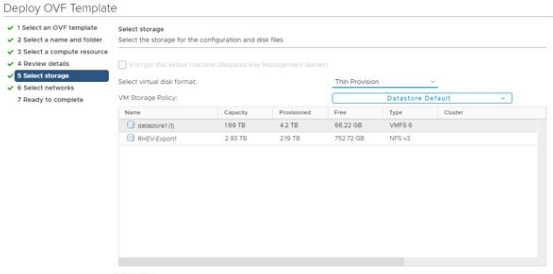 Deploy OVF Template
1 Select an OVF template
2 Select a name and folder
3 Select a compute resource
4 Review details
5 Select storage
6 Select networks
7 Ready to complete
Select storage
Select the storage for the configuration and disk files
Encrypt this virtual machine (Requires Key Management Server)
Select virtual disk format: Thin Provision
VM Storage Policy: Datastore Default
Name Capacity Provisioned Free Type Cluster
datastore1 (1) 1.69 TB 4.2 TB 66.22 GB VMFS 6
RHEV-Export1 2.93 TB 2.19 TB 752.72 GB NFS v3